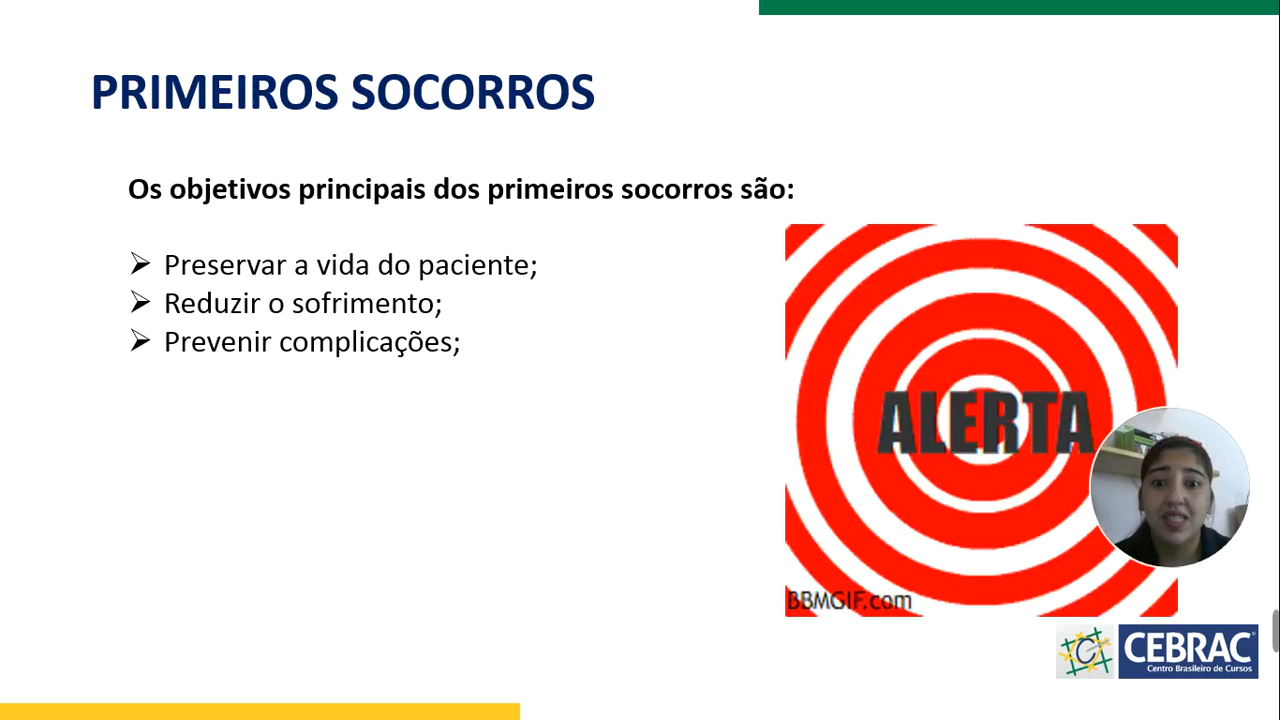 PRIMEIROS SOCORROS
Os objetivos principais dos primeiros socorros são:
➢ Preservar a vida do paciente;
➢ Reduzir o sofrimento;
➢ Prevenir complicações;
ALERTA
BBMGIF.com
C
CEBRAC®
Centro Brasileiro de Cursos